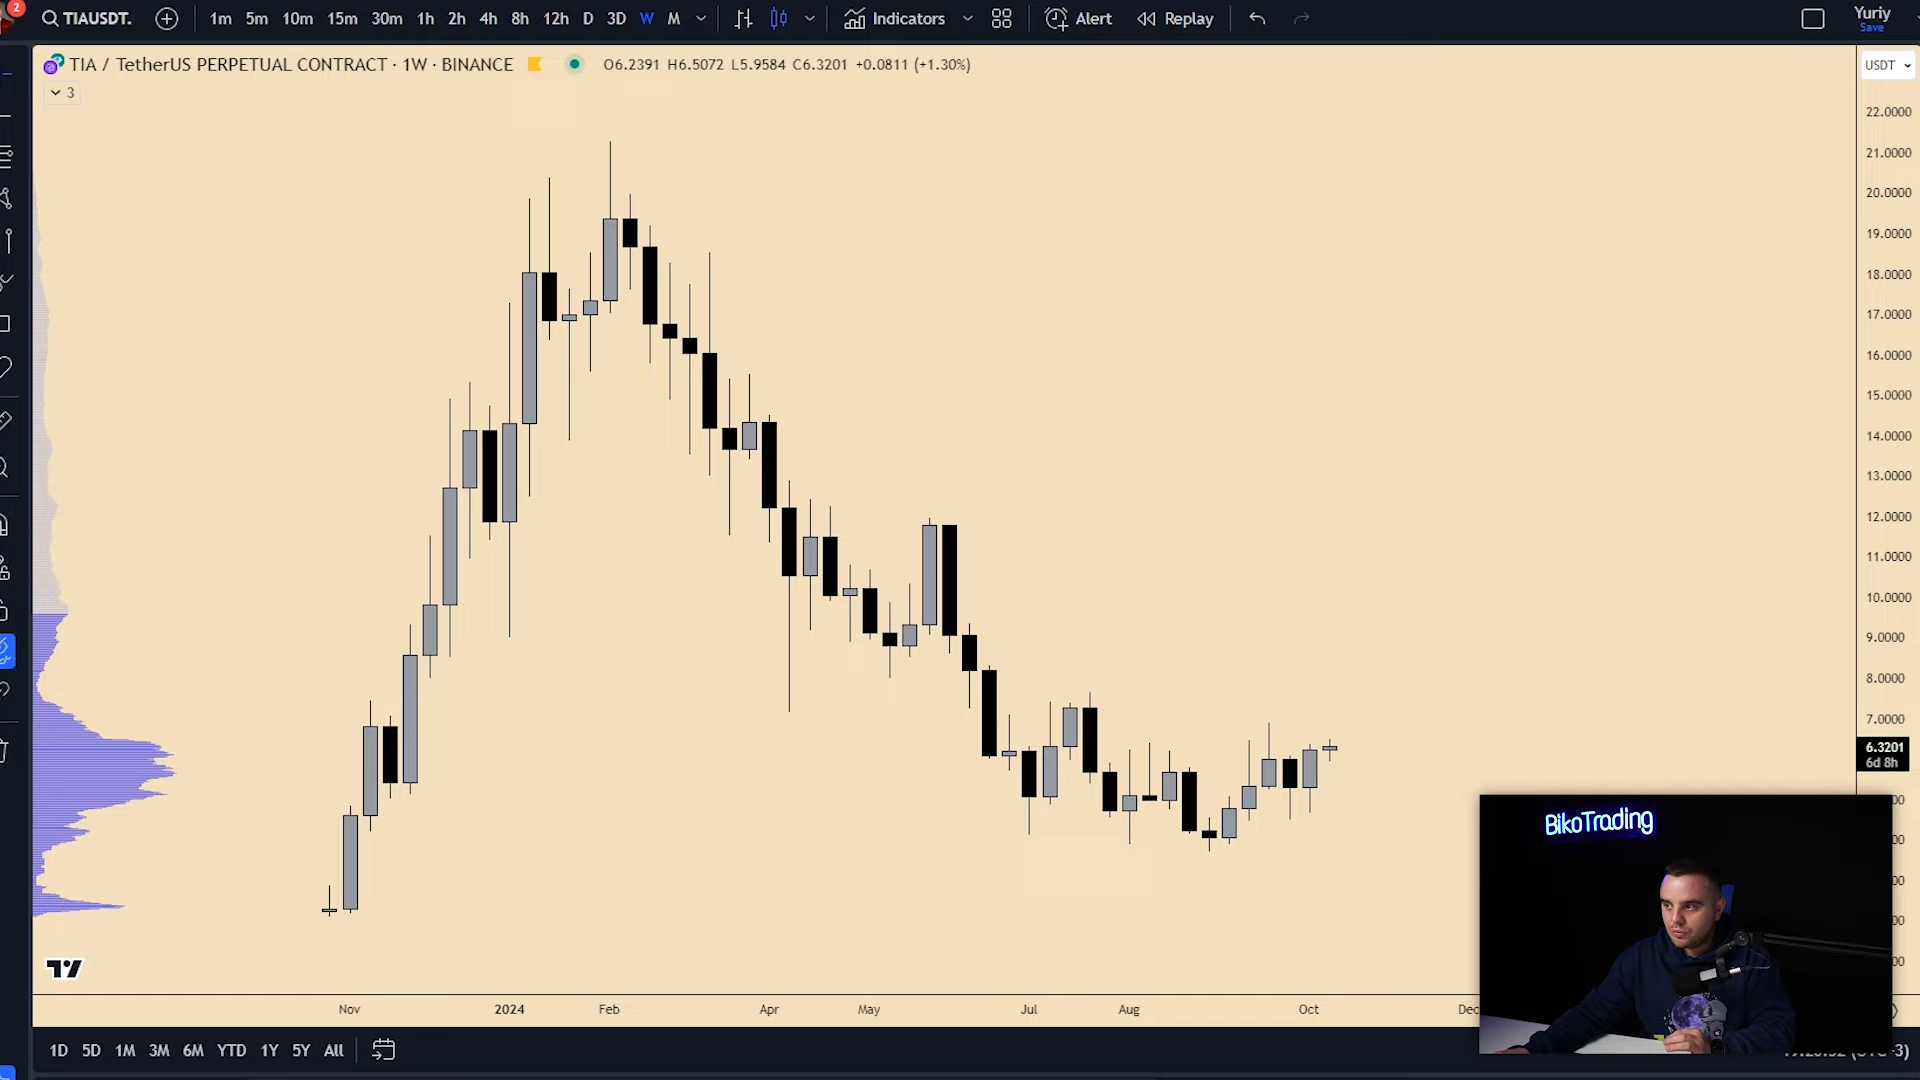 2
TIAUSDT.
1m 5m 10m 15m 30m 1h 2h 4h 8h 12h D 3D W M
Indicators
Alert
Replay
Yuriy
Save
TIA / TetherUS PERPETUAL CONTRACT · 1W · BINANCE
O6.2391 H6.5072 L5.9584 C6.3201 +0.0811 (+1.30%)
3
USDT
22.0000
21.0000
20.0000
19.0000
18.0000
17.0000
16.0000
15.0000
14.0000
13.0000
12.0000
11.0000
10.0000
9.0000
8.0000
7.0000
6.3201
6d 8h
BikoTrading
Nov 2024 Feb Apr May Jul Aug Oct
1D 5D 1M 3M 6M YTD 1Y 5Y All